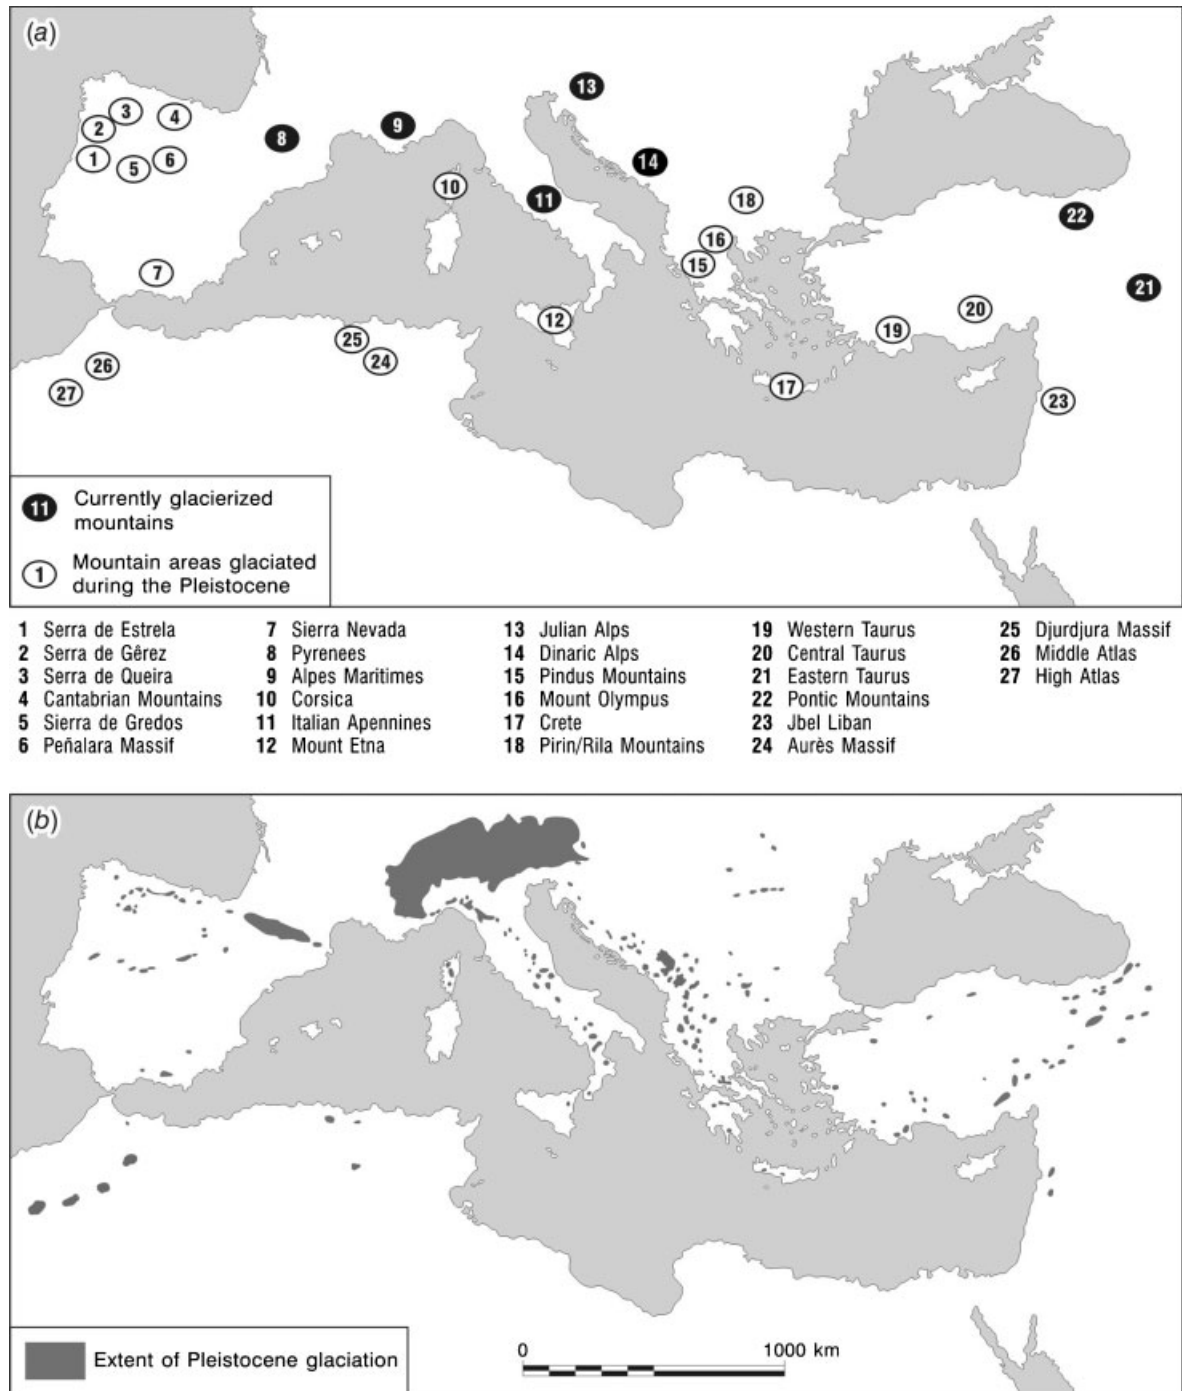 (a)
13
3
4
9
2
8
14
1
5
6
10
11
18
22
16
15
7
21
20
12
19
25
24
26
17
27
23
11 Currently glacierized
mountains
1 Mountain areas glaciated
during the Pleistocene
1 Serra de Estrela
2 Serra de Gêrez
3 Serra de Queira
4 Cantabrian Mountains
5 Sierra de Gredos
6 Peñalara Massif
7 Sierra Nevada
8 Pyrenees
9 Alpes Maritimes
10 Corsica
11 Italian Apennines
12 Mount Etna
13 Julian Alps
14 Dinaric Alps
15 Pindus Mountains
16 Mount Olympus
17 Crete
18 Pirin/Rila Mountains
19 Western Taurus
20 Central Taurus
21 Eastern Taurus
22 Pontic Mountains
23 Jbel Liban
24 Aurès Massif
25 Djurdjura Massif
26 Middle Atlas
27 High Atlas
(b)
Extent of Pleistocene glaciation
0 1000 km